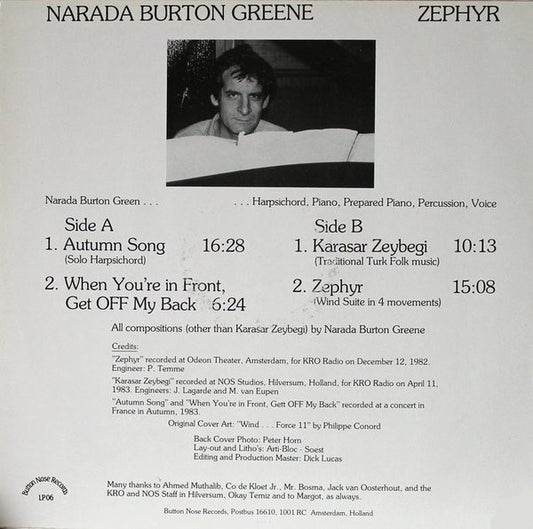 NARADA BURTON GREENE ZEPHYR
Narada Burton Green . . . . . . Harpsichord, Piano, Prepared Piano, Percussion, Voice
Side A
1. Autumn Song 16:28
(Solo Harpsichord)
2. When You're in Front,
Get OFF My Back 6:24
Side B
1. Karasar Zeybegi 10:13
(Traditional Turk Folk music)
2. Zephyr 15:08
(Wind Suite in 4 movements)
All compositions (other than Karasar Zeybegi) by Narada Burton Greene
Credits:
"Zephyr" recorded at Odeon Theater, Amsterdam, for KRO Radio on December 12, 1982.
Engineer: P. Temme
"Karasar Zeybegi" recorded at NOS Studios, Hilversum, Holland, for KRO Radio on April 11,
1983. Engineers: J. Lagarde and M. van Eupen
"Autumn Song" and "When You're in Front, Gett OFF My Back" recorded at a concert in
France in Autumn, 1983.
Original Cover Art: "Wind . . . Force 11" by Philippe Conord
Back Cover Photo: Peter Horn
Lay-out and Litho's: Arti-Bloc - Soest
Editing and Production Master: Dick Lucas
Many thanks to Ahmed Muthalib, Co de Kloet Jr., Mr. Bosma, Jack van Oosterhout, and the
KRO and NOS Staff in Hilversum, Okay Temiz and to Margot, as always.
Button Nose Records
LP06
Button Nose Records, Postbus 16610, 1001 RC Amsterdam, Holland